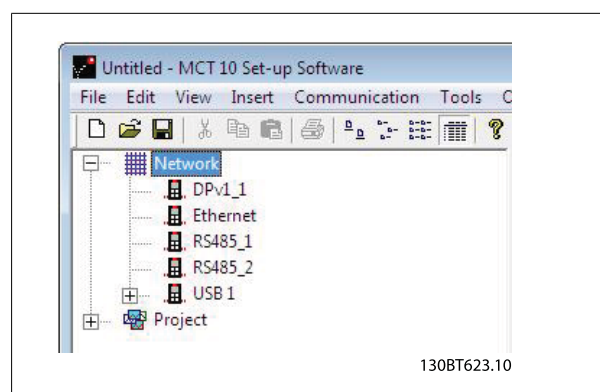 Untitled - MCT 10 Set-up Software
File Edit View Insert Communication Tools
Network
DPv1_1
Ethernet
RS485_1
RS485_2
USB 1
Project
130BT623.10